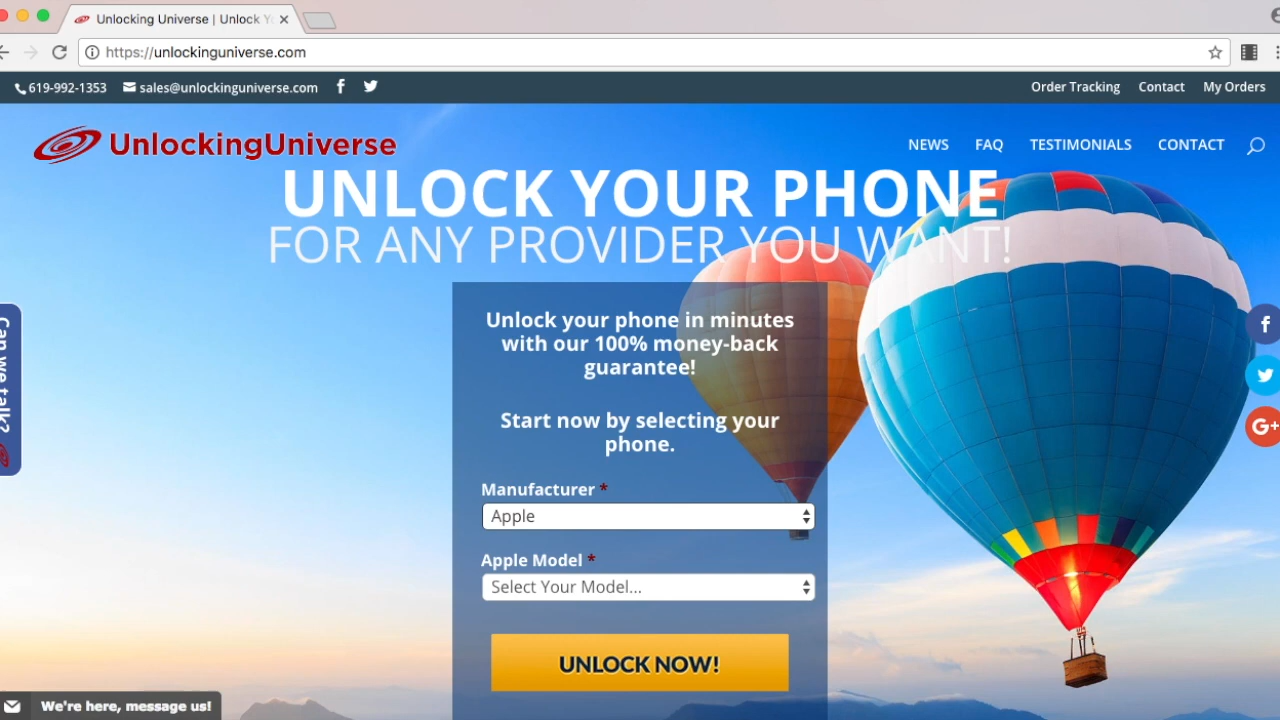 Unlocking Universe | Unlock Yo
https://unlockinguniverse.com
619-992-1353 sales@unlockinguniverse.com f Order Tracking Contact My Orders
UnlockingUniverse NEWS FAQ TESTIMONIALS CONTACT
UNLOCK YOUR PHONE
FOR ANY PROVIDER YOU WANT!
Unlock your phone in minutes
with our 100% money-back
guarantee!
Start now by selecting your
phone.
Manufacturer *
Apple
Apple Model *
Select Your Model...
UNLOCK NOW!
Can we talk?
f
G+
We're here, message us!